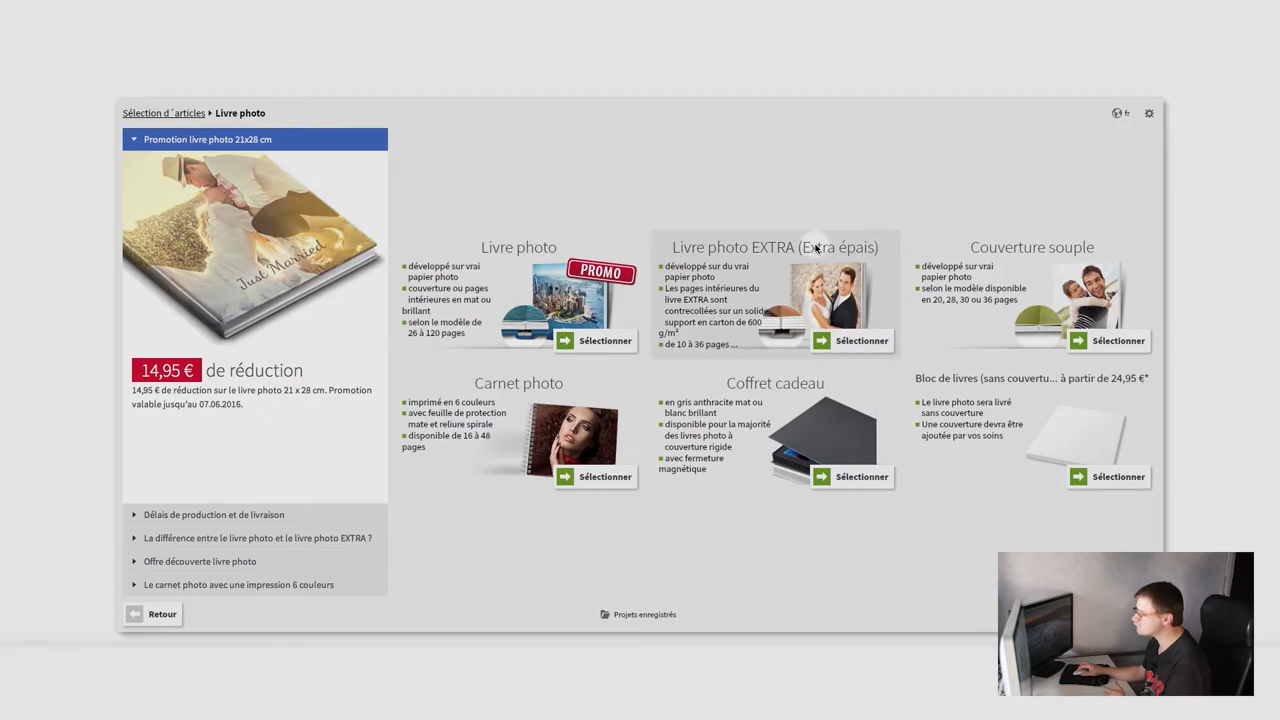 Sélection d´articles Livre photo
fr
Promotion livre photo 21x28 cm
Just Married
14,95 € de réduction
14,95 € de réduction sur le livre photo 21 x 28 cm. Promotion
valable jusqu'au 07.06.2016.
Délais de production et de livraison
La différence entre le livre photo et le livre photo EXTRA ?
Offre découverte livre photo
Le carnet photo avec une impression 6 couleurs
Retour
Livre photo
développé sur vrai
papier photo
couverture ou pages
intérieures en mat ou
brillant
selon le modèle de
26 à 120 pages
PROMO
Sélectionner
Livre photo EXTRA (Extra épais)
développé sur du vrai
papier photo
Les pages intérieures du
livre EXTRA sont
contrecollées sur un solide
support en carton de 600
g/m²
de 10 à 36 pages ...
Sélectionner
Couverture souple
développé sur vrai
papier photo
selon le modèle disponible
en 20, 28, 30 ou 36 pages
Sélectionner
Carnet photo
imprimé en 6 couleurs
avec feuille de protection
mate et reliure spirale
disponible de 16 à 48
pages
Sélectionner
Coffret cadeau
en gris anthracite mat ou
blanc brillant
disponible pour la majorité
des livres photo à
couverture rigide
avec fermeture
magnétique
Sélectionner
Bloc de livres (sans couvertu... à partir de 24,95 €*
Le livre photo sera livré
sans couverture
Une couverture devra être
ajoutée par vos soins
Sélectionner
Projets enregistrés